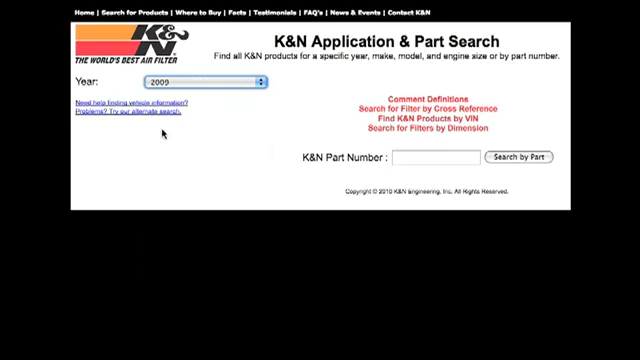 Home | Search for Products | Where to Buy | Facts | Testimonials | FAQ's | News & Events | Contact K&N
K&N
THE WORLD'S BEST AIR FILTER
K&N Application & Part Search
Find all K&N products for a specific year, make, model, and engine size or by part number.
Year: 2009
Need help finding vehicle information?
Problems? Try our alternate search.
Comment Definitions
Search for Filter by Cross Reference
Find K&N Products by VIN
Search for Filters by Dimension
K&N Part Number : Search by Part
Copyright © 2010 K&N Engineering, Inc. All Rights Reserved.